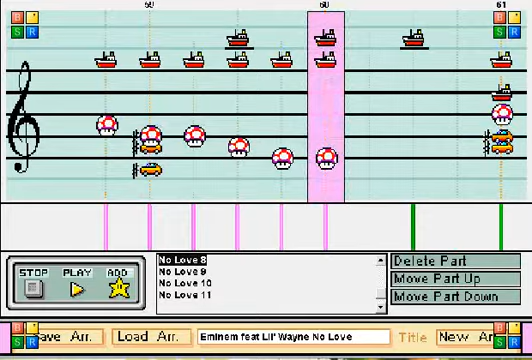 59 60 61
B
S R
B
S R
STOP PLAY ADD
No Love 8
No Love 9
No Love 10
No Love 11
Delete Part
Move Part Up
Move Part Down
B
S R
ave Arr. Load Arr. Eminem feat Lil' Wayne No Love Title New Ar
B
S R